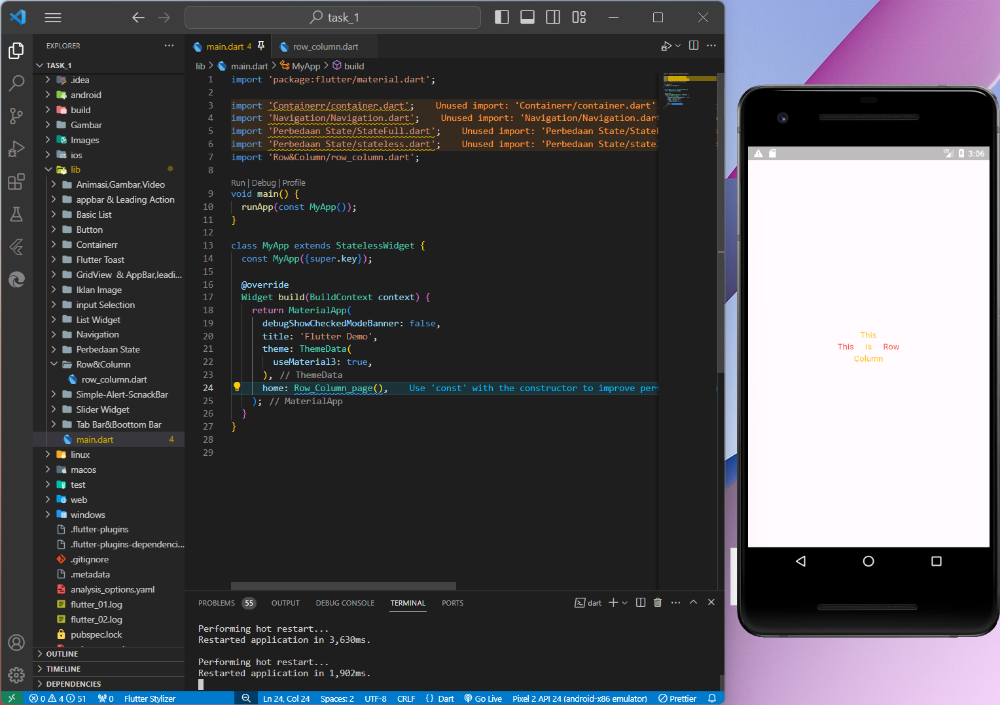 task_1
EXPLORER
TASK_1
.idea
android
build
Gambar
Images
ios
lib
Animasi,Gambar,Video
appbar & Leading Action
Basic List
Button
Containerr
Flutter Toast
GridView & AppBar,leadi...
Iklan Image
input Selection
List Widget
Navigation
Perbedaan State
Row&Column
row_column.dart
Simple-Alert-ScnackBar
Slider Widget
Tab Bar&Boottom Bar
main.dart 4
linux
macos
test
web
windows
.flutter-plugins
.flutter-plugins-dependenci...
.gitignore
.metadata
analysis_options.yaml
flutter_01.log
flutter_02.log
pubspec.lock
OUTLINE
TIMELINE
DEPENDENCIES
main.dart 4 row_column.dart
lib > main.dart > MyApp > build
1 import 'package:flutter/material.dart';
2
3 import 'Containerr/container.dart'; Unused import: 'Containerr/container.dart'.
4 import 'Navigation/Navigation.dart'; Unused import: 'Navigation/Navigation.dart
5 import 'Perbedaan State/StateFull.dart'; Unused import: 'Perbedaan State/Statef
6 import 'Perbedaan State/stateless.dart'; Unused import: 'Perbedaan State/statel
7 import 'Row&Column/row_column.dart';
8
Run | Debug | Profile
9 void main() {
10 runApp(const MyApp());
11 }
12
13 class MyApp extends StatelessWidget {
14 const MyApp({super.key});
15
16 @override
17 Widget build(BuildContext context) {
18 return MaterialApp(
19 debugShowCheckedModeBanner: false,
20 title: 'Flutter Demo',
21 theme: ThemeData(
22 useMaterial3: true,
23 ), // ThemeData
24 home: Row_Column_page(), Use 'const' with the constructor to improve perf
25 ); // MaterialApp
26 }
27 }
28
29
PROBLEMS 55 OUTPUT DEBUG CONSOLE TERMINAL PORTS dart
Performing hot restart...
Restarted application in 3,630ms.
Performing hot restart...
Restarted application in 1,902ms.
0 4 51 0 Flutter Stylizer Ln 24, Col 24 Spaces: 2 UTF-8 CRLF {} Dart Go Live Pixel 2 API 24 (android-x86 emulator) Prettier
LTE 3:06
This
This Is Row
Column